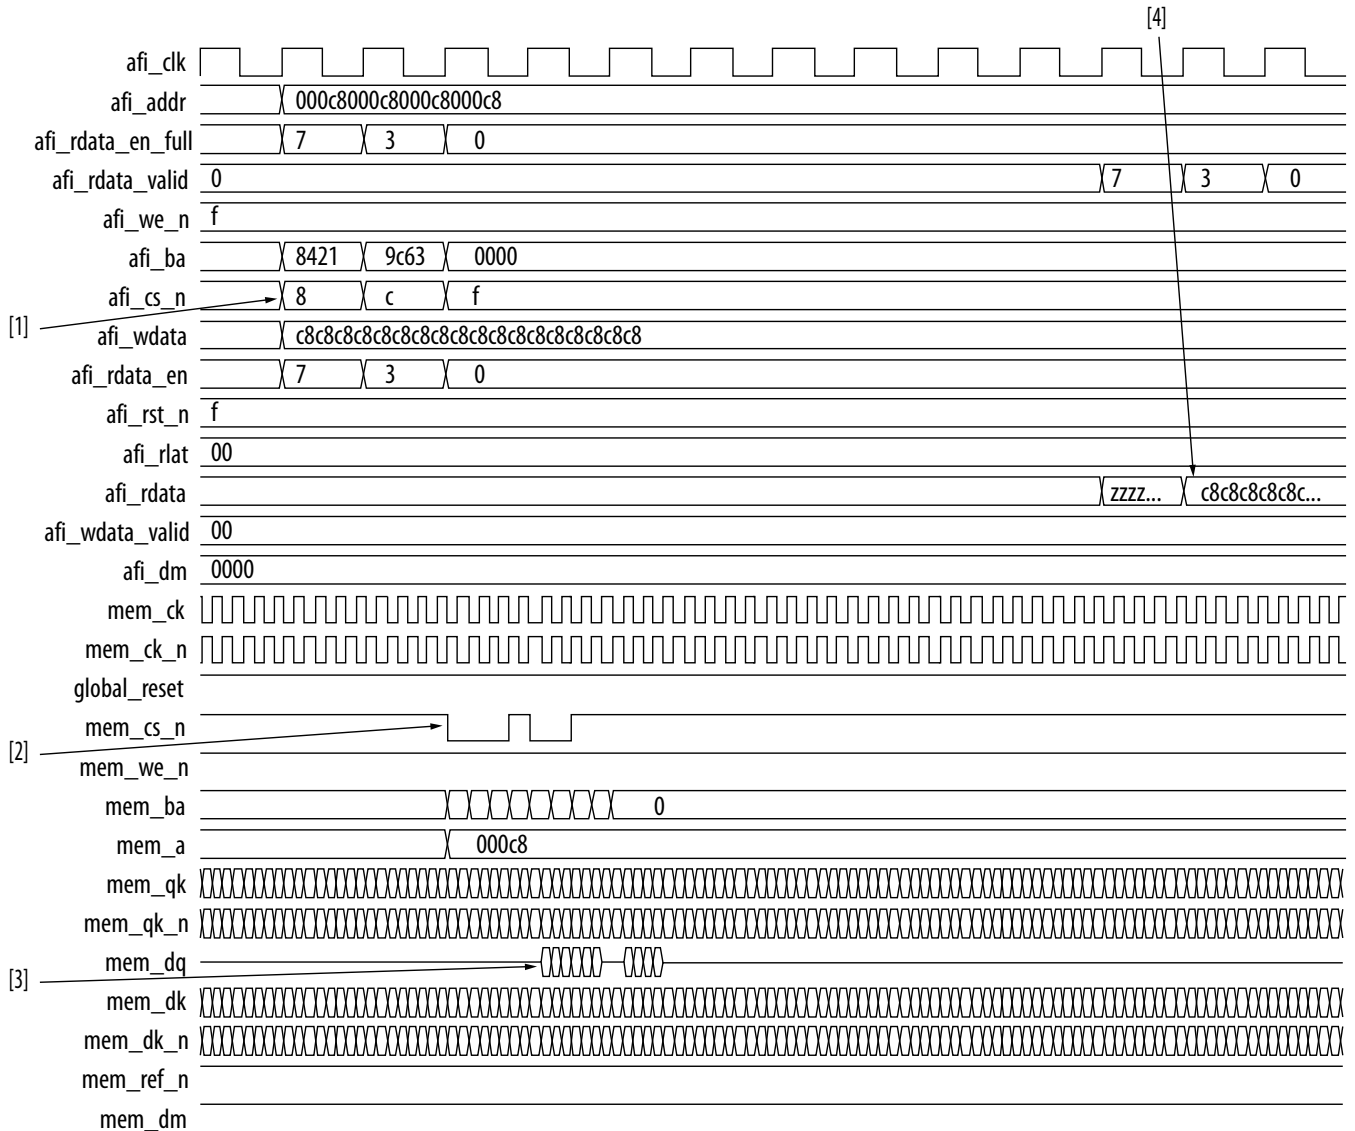 [4]
afi_clk
afi_addr 000c8000c8000c8000c8
afi_rdata_en_full 7 3 0
afi_rdata_valid 0 7 3 0
afi_we_n f
afi_ba 8421 9c63 0000
afi_cs_n 8 c f
[1]
afi_wdata c8c8c8c8c8c8c8c8c8c8c8c8c8c8c8c8c8c8
afi_rdata_en 7 3 0
afi_rst_n f
afi_rlat 00
afi_rdata zzzz... c8c8c8c8c8c...
afi_wdata_valid 00
afi_dm 0000
mem_ck
mem_ck_n
global_reset
mem_cs_n
[2]
mem_we_n
mem_ba 0
mem_a 000c8
mem_qk
mem_qk_n
mem_dq
[3]
mem_dk
mem_dk_n
mem_ref_n
mem_dm